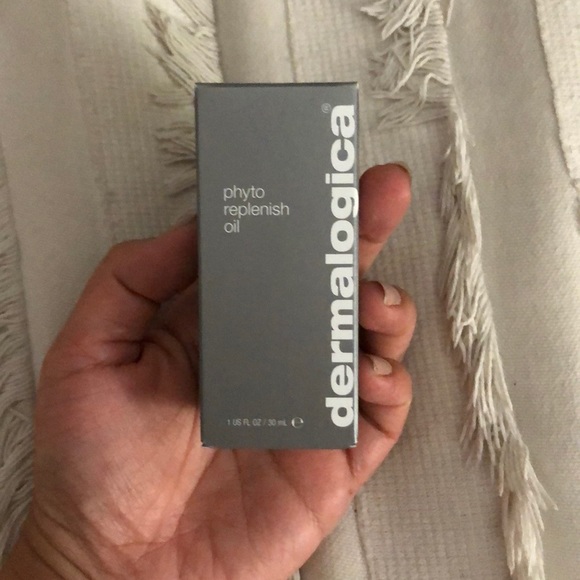 phyto
replenish
oil
dermalogica®
1 US FL OZ / 30 mL ℮